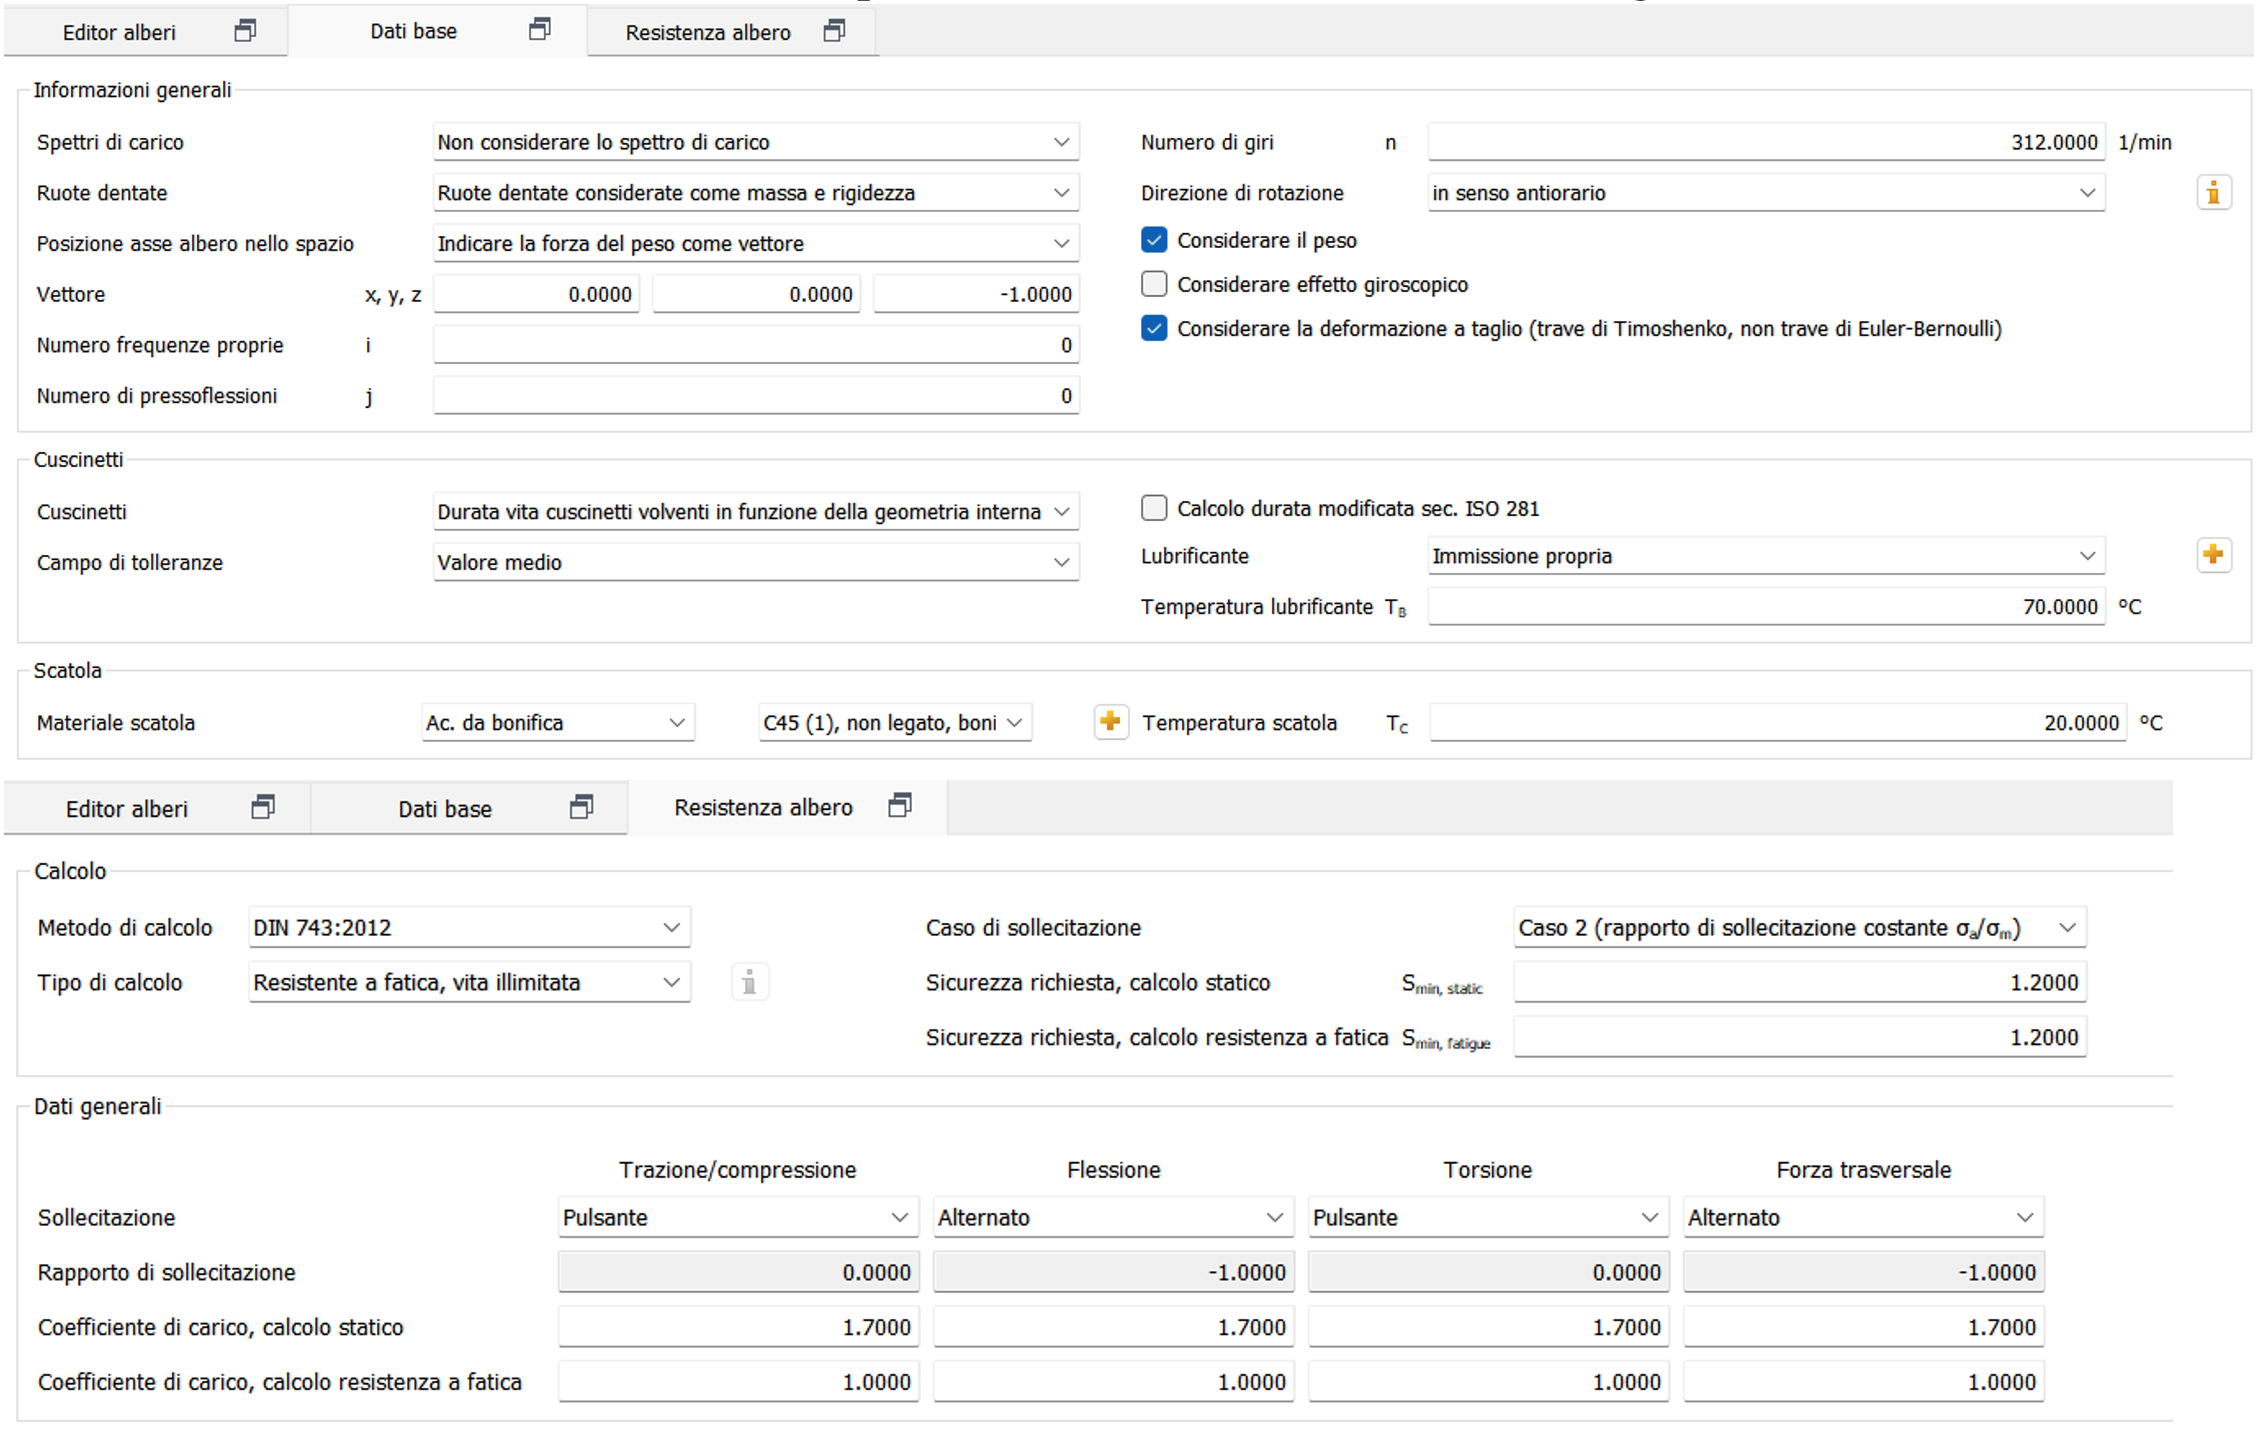 Editor alberi Dati base Resistenza albero
Informazioni generali
Spettri di carico Non considerare lo spettro di carico Numero di giri n 312.0000 1/min
Ruote dentate Ruote dentate considerate come massa e rigidezza Direzione di rotazione in senso antiorario
Posizione asse albero nello spazio Indicare la forza del peso come vettore Considerare il peso
Vettore x, y, z 0.0000 0.0000 -1.0000 Considerare effetto giroscopico
Numero frequenze proprie i 0 Considerare la deformazione a taglio (trave di Timoshenko, non trave di Euler-Bernoulli)
Numero di pressoflessioni j 0
Cuscinetti
Cuscinetti Durata vita cuscinetti volventi in funzione della geometria interna Calcolo durata modificata sec. ISO 281
Campo di tolleranze Valore medio Lubrificante Immissione propria
Temperatura lubrificante TB 70.0000 °C
Scatola
Materiale scatola Ac. da bonifica C45 (1), non legato, boni Temperatura scatola TC 20.0000 °C
Editor alberi Dati base Resistenza albero
Calcolo
Metodo di calcolo DIN 743:2012 Caso di sollecitazione Caso 2 (rapporto di sollecitazione costante σa/σm)
Tipo di calcolo Resistente a fatica, vita illimitata Sicurezza richiesta, calcolo statico Smin, static 1.2000
Sicurezza richiesta, calcolo resistenza a fatica Smin, fatigue 1.2000
Dati generali
Trazione/compressione Flessione Torsione Forza trasversale
Sollecitazione Pulsante Alternato Pulsante Alternato
Rapporto di sollecitazione 0.0000 -1.0000 0.0000 -1.0000
Coefficiente di carico, calcolo statico 1.7000 1.7000 1.7000 1.7000
Coefficiente di carico, calcolo resistenza a fatica 1.0000 1.0000 1.0000 1.0000